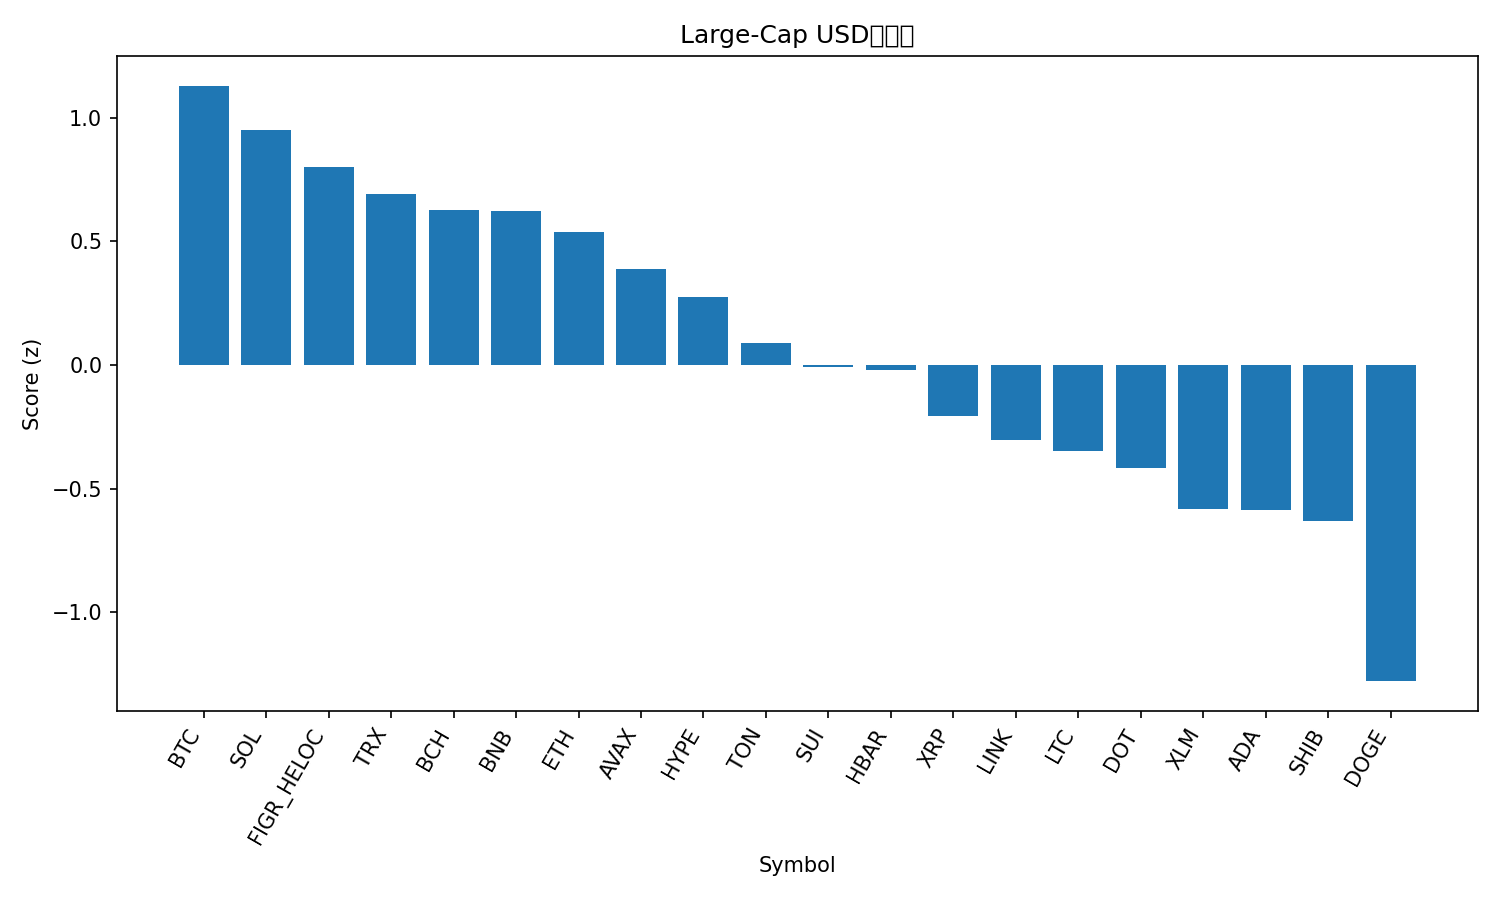 Large-Cap USD
1.0
0.5
0.0
−0.5
−1.0
Score (z)
BTC
SOL
FIGR_HELOC
TRX
BCH
BNB
ETH
AVAX
HYPE
TON
SUI
HBAR
XRP
LINK
LTC
DOT
XLM
ADA
SHIB
DOGE
Symbol